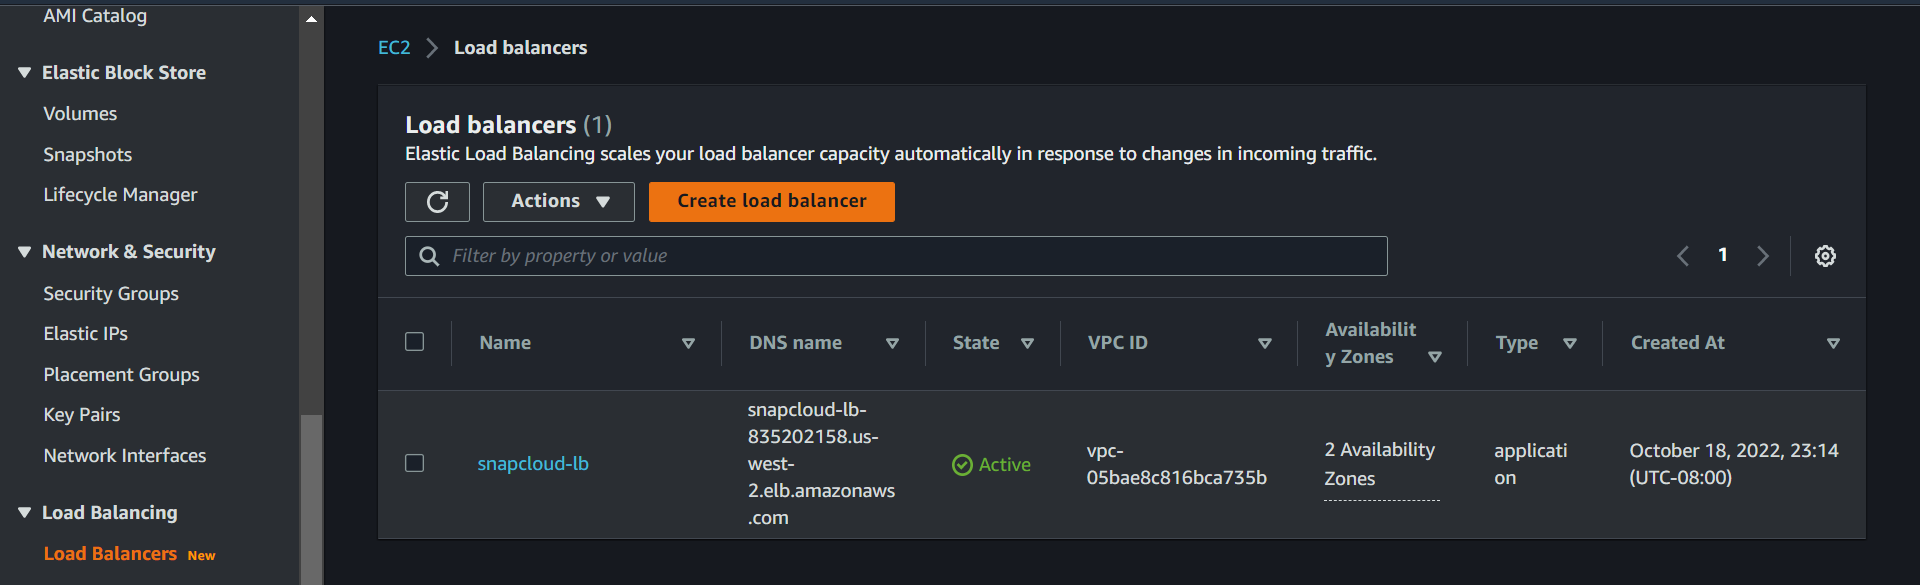 AMI Catalog
Elastic Block Store
Volumes
Snapshots
Lifecycle Manager
Network & Security
Security Groups
Elastic IPs
Placement Groups
Key Pairs
Network Interfaces
Load Balancing
Load Balancers New
EC2 Load balancers
Load balancers (1)
Elastic Load Balancing scales your load balancer capacity automatically in response to changes in incoming traffic.
Actions
Create load balancer
Filter by property or value
1
Name
DNS name
State
VPC ID
Availabilit
y Zones
Type
Created At
snapcloud-lb
snapcloud-lb-
835202158.us-
west-
2.elb.amazonaws
.com
Active
vpc-
05bae8c816bca735b
2 Availability
Zones
applicati
on
October 18, 2022, 23:14
(UTC-08:00)